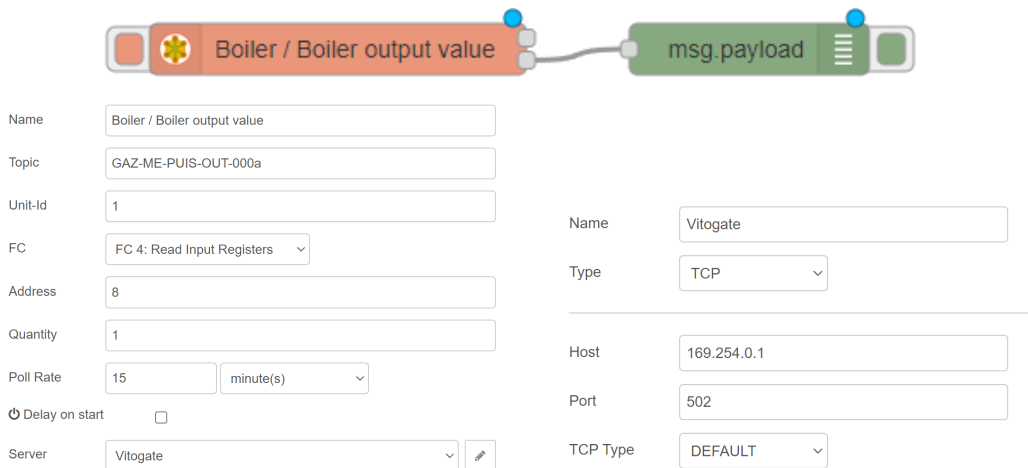 Boiler / Boiler output value
msg.payload
Name
Boiler / Boiler output value
Topic
GAZ-ME-PUIS-OUT-000a
Unit-Id
1
FC
FC 4: Read Input Registers
Address
8
Quantity
1
Poll Rate
15
minute(s)
Delay on start
Server
Vitogate
Name
Vitogate
Type
TCP
Host
169.254.0.1
Port
502
TCP Type
DEFAULT